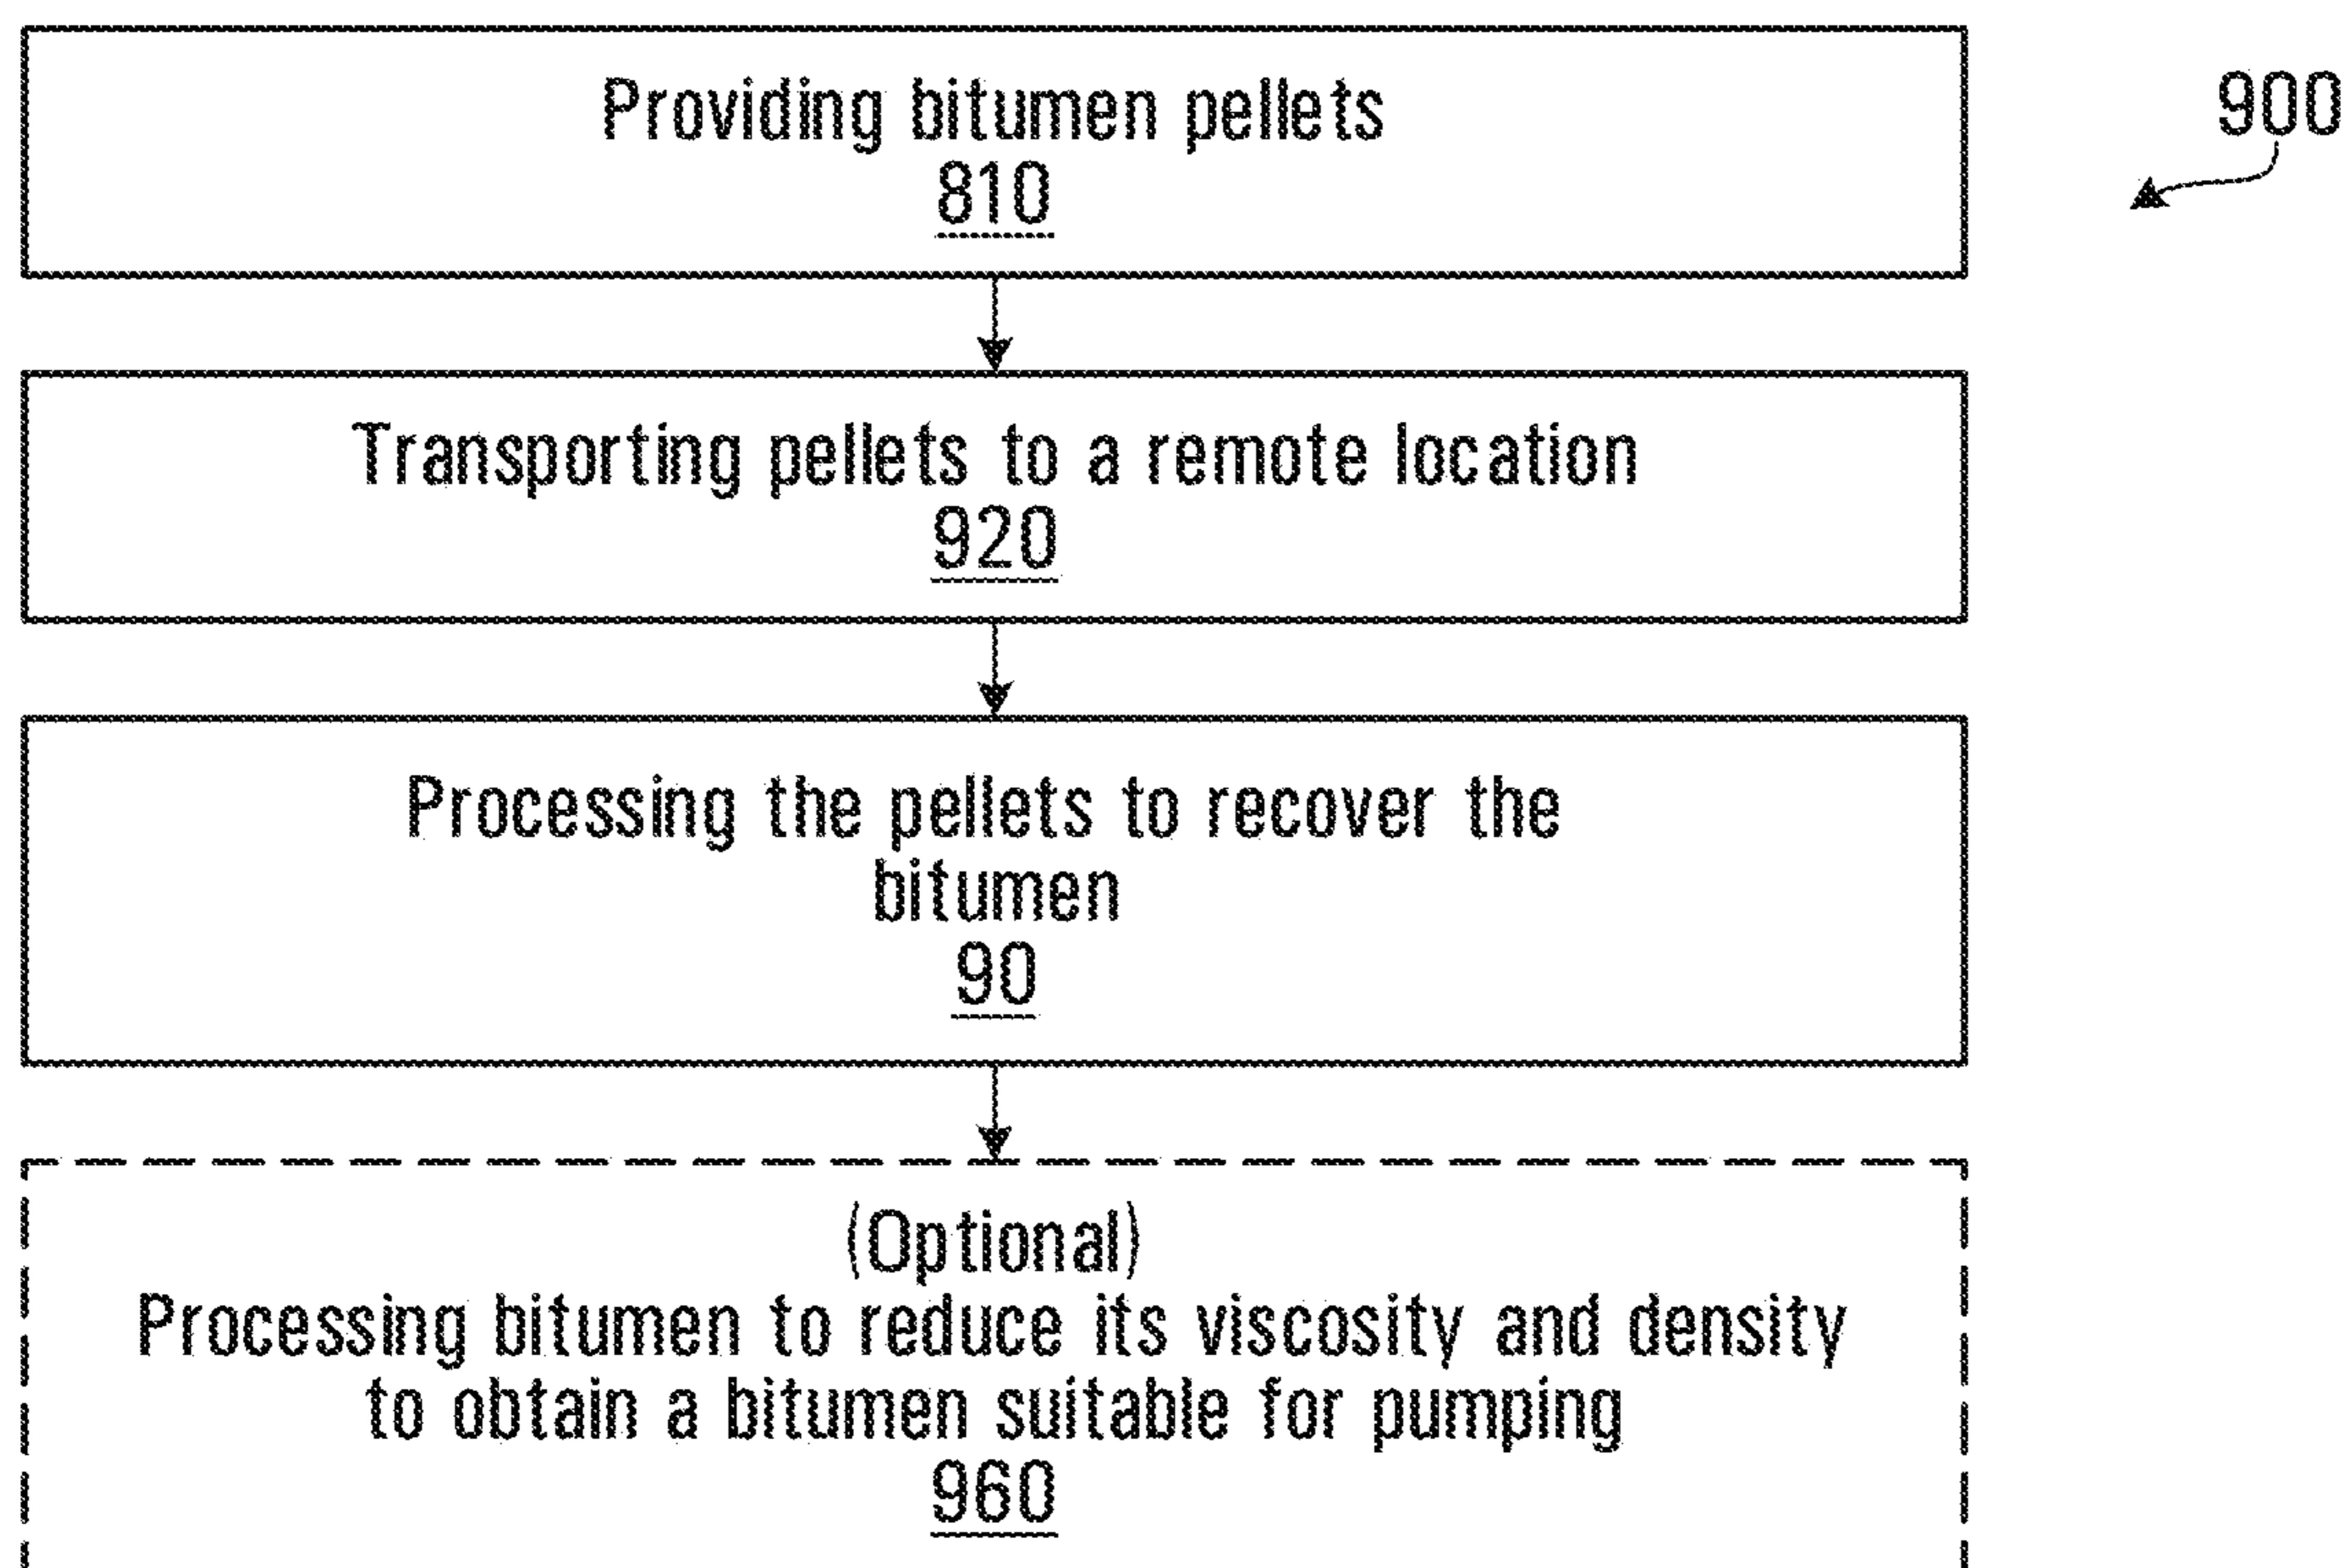 Providing bitumen pellets
810
900
Transporting pellets to a remote location
920
Processing the pellets to recover the
bitumen
90
(Optional)
Processing bitumen to reduce its viscosity and density
to obtain a bitumen suitable for pumping
960